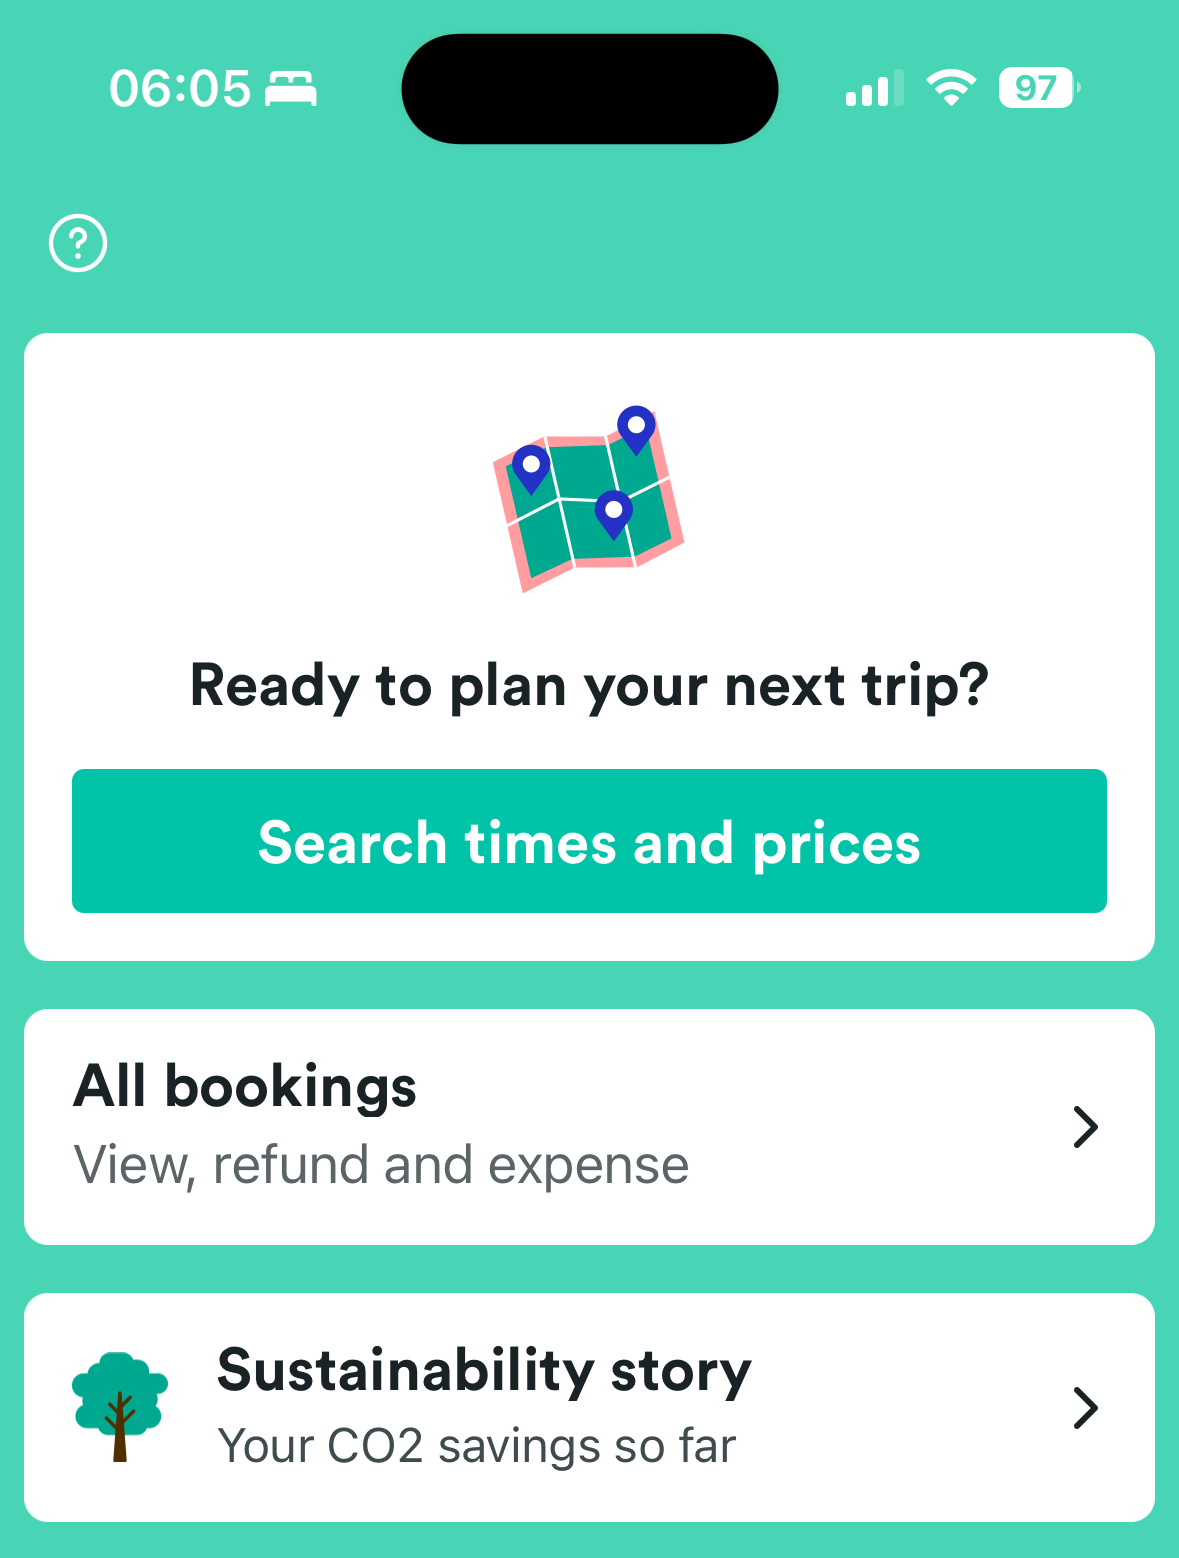 06:05
97
?
Ready to plan your next trip?
Search times and prices
All bookings
View, refund and expense
Sustainability story
Your CO2 savings so far